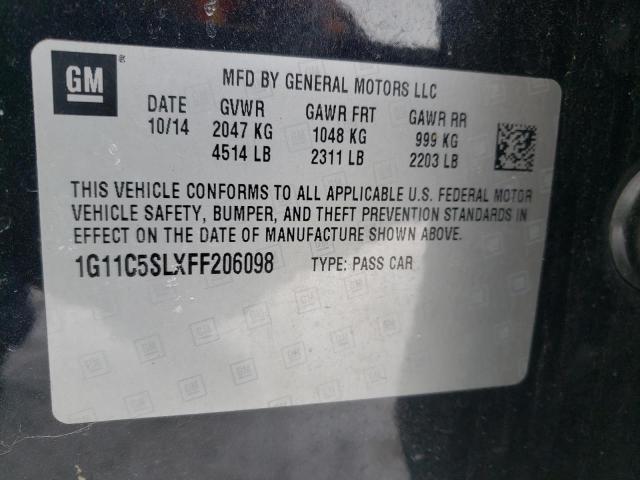 GM
MFD BY GENERAL MOTORS LLC
DATE GVWR GAWR FRT GAWR RR
10/14 2047 KG 1048 KG 999 KG
4514 LB 2311 LB 2203 LB
THIS VEHICLE CONFORMS TO ALL APPLICABLE U.S. FEDERAL MOTOR
VEHICLE SAFETY, BUMPER, AND THEFT PREVENTION STANDARDS IN
EFFECT ON THE DATE OF MANUFACTURE SHOWN ABOVE.
1G11C5SLXFF206098 TYPE: PASS CAR